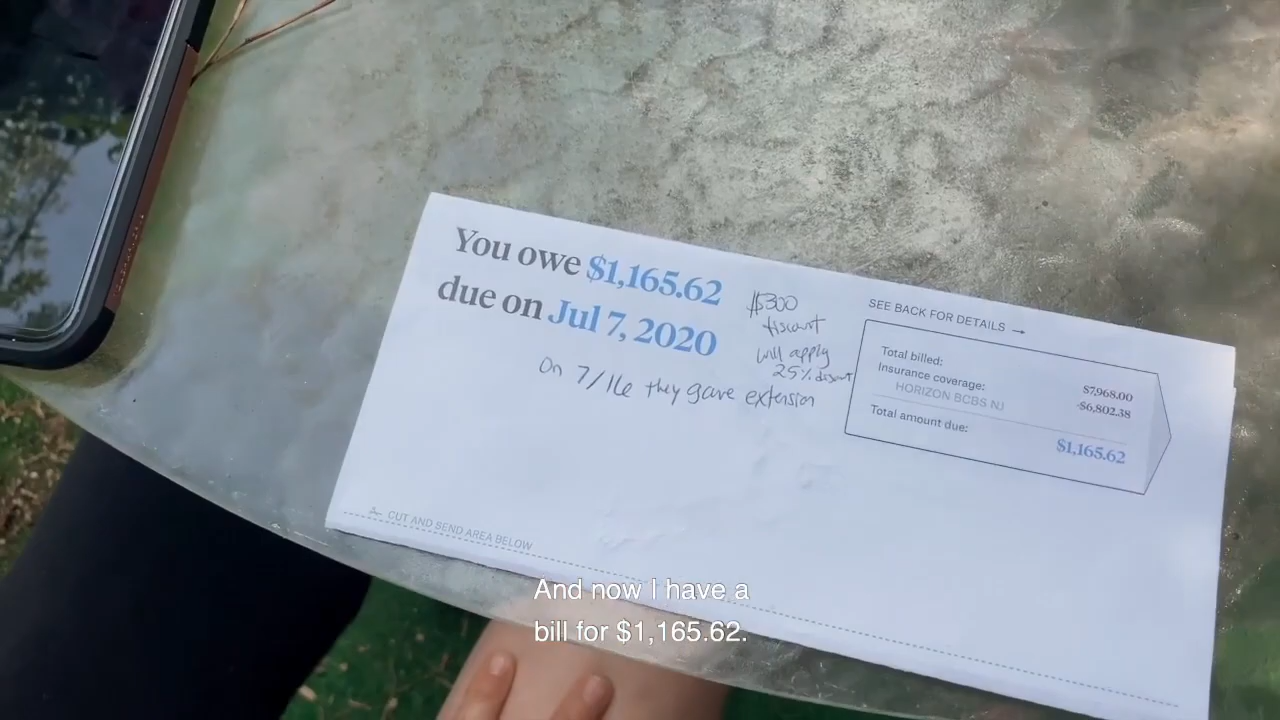 You owe $1,165.62
due on Jul 7, 2020
$300
discount
will apply
25% discount
On 7/16 they gave extension
SEE BACK FOR DETAILS →
Total billed: $7,968.00
Insurance coverage: -$6,802.38
HORIZON BCBS NJ
Total amount due: $1,165.62
CUT AND SEND AREA BELOW
And now I have a
bill for $1,165.62.